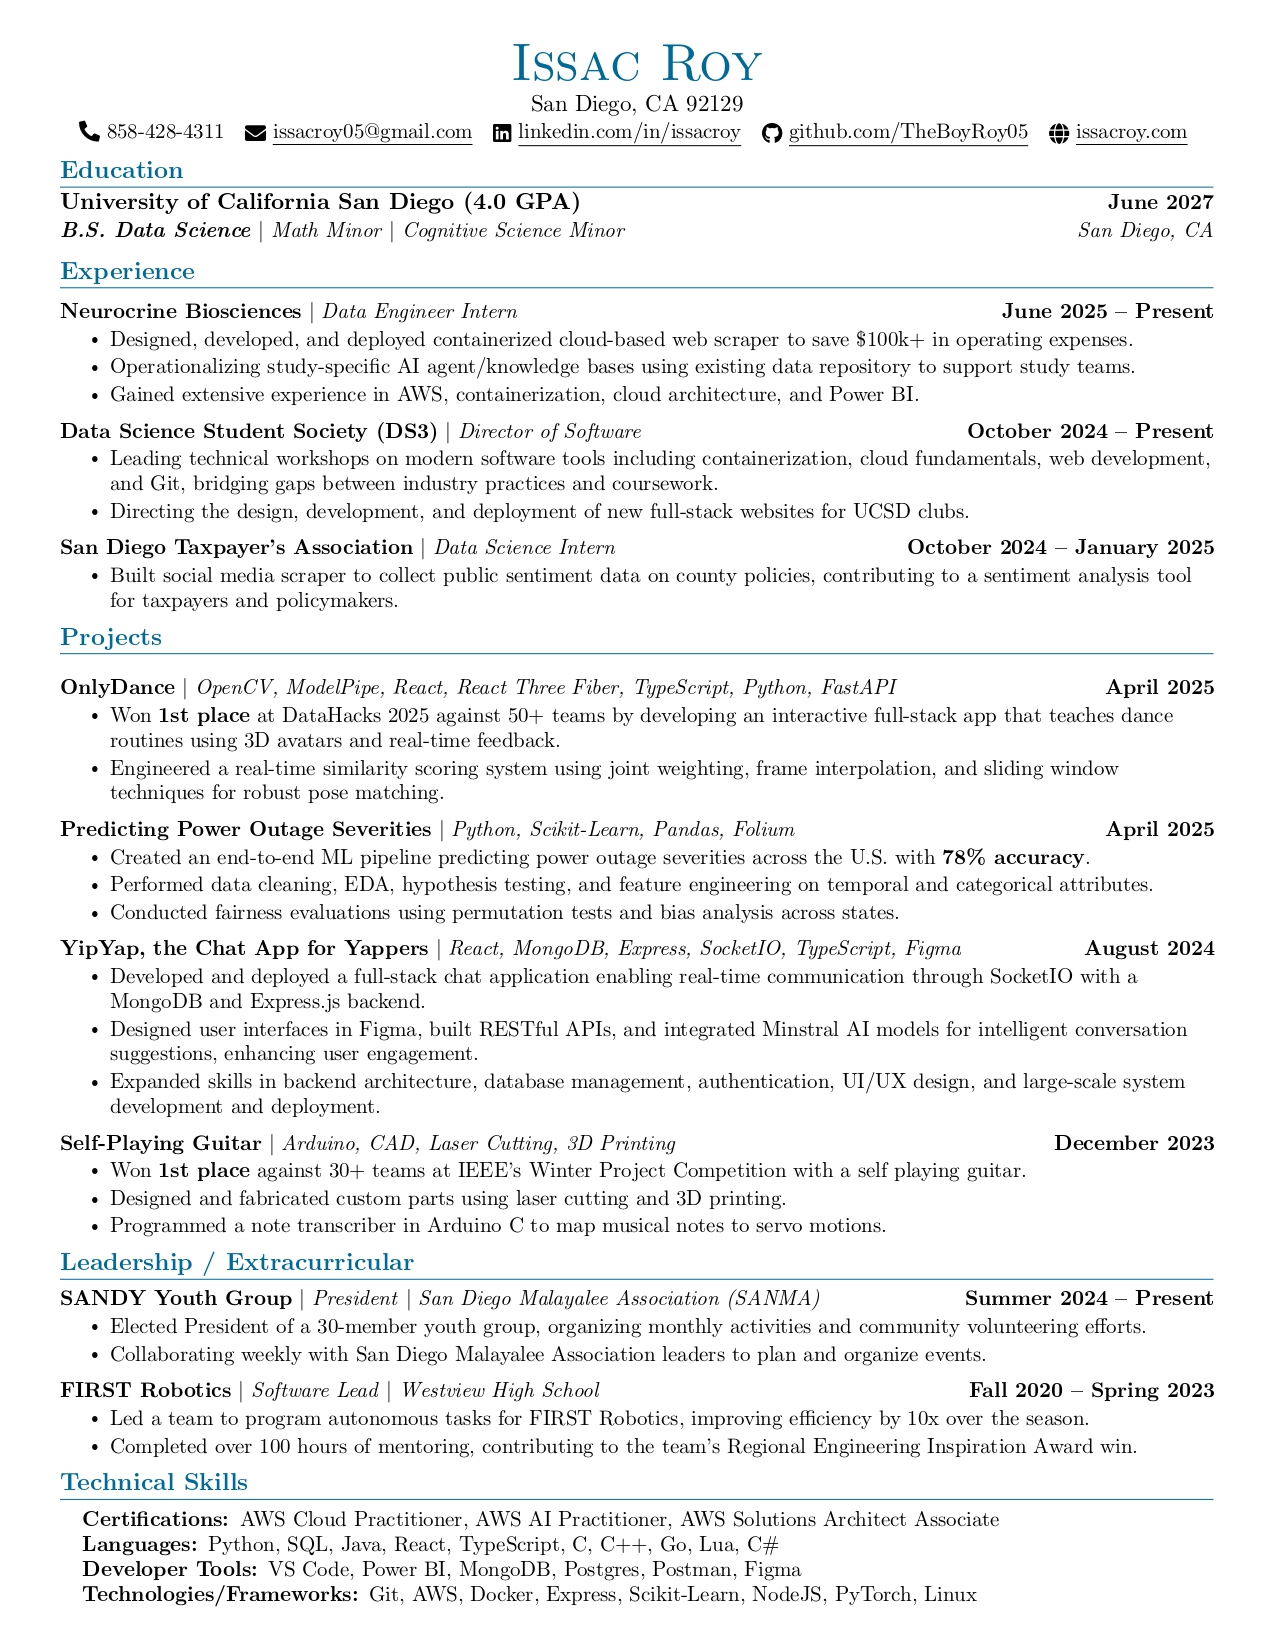 Issac Roy
San Diego, CA 92129
858-428-4311 issacroy05@gmail.com linkedin.com/in/issacroy github.com/TheBoyRoy05 issacroy.com
Education
University of California San Diego (4.0 GPA) June 2027
B.S. Data Science | Math Minor | Cognitive Science Minor San Diego, CA
Experience
Neurocrine Biosciences | Data Engineer Intern June 2025 – Present
• Designed, developed, and deployed containerized cloud-based web scraper to save $100k+ in operating expenses.
• Operationalizing study-specific AI agent/knowledge bases using existing data repository to support study teams.
• Gained extensive experience in AWS, containerization, cloud architecture, and Power BI.
Data Science Student Society (DS3) | Director of Software October 2024 – Present
• Leading technical workshops on modern software tools including containerization, cloud fundamentals, web development,
and Git, bridging gaps between industry practices and coursework.
• Directing the design, development, and deployment of new full-stack websites for UCSD clubs.
San Diego Taxpayer's Association | Data Science Intern October 2024 – January 2025
• Built social media scraper to collect public sentiment data on county policies, contributing to a sentiment analysis tool
for taxpayers and policymakers.
Projects
OnlyDance | OpenCV, ModelPipe, React, React Three Fiber, TypeScript, Python, FastAPI April 2025
• Won 1st place at DataHacks 2025 against 50+ teams by developing an interactive full-stack app that teaches dance
routines using 3D avatars and real-time feedback.
• Engineered a real-time similarity scoring system using joint weighting, frame interpolation, and sliding window
techniques for robust pose matching.
Predicting Power Outage Severities | Python, Scikit-Learn, Pandas, Folium April 2025
• Created an end-to-end ML pipeline predicting power outage severities across the U.S. with 78% accuracy.
• Performed data cleaning, EDA, hypothesis testing, and feature engineering on temporal and categorical attributes.
• Conducted fairness evaluations using permutation tests and bias analysis across states.
YipYap, the Chat App for Yappers | React, MongoDB, Express, SocketIO, TypeScript, Figma August 2024
• Developed and deployed a full-stack chat application enabling real-time communication through SocketIO with a
MongoDB and Express.js backend.
• Designed user interfaces in Figma, built RESTful APIs, and integrated Minstral AI models for intelligent conversation
suggestions, enhancing user engagement.
• Expanded skills in backend architecture, database management, authentication, UI/UX design, and large-scale system
development and deployment.
Self-Playing Guitar | Arduino, CAD, Laser Cutting, 3D Printing December 2023
• Won 1st place against 30+ teams at IEEE's Winter Project Competition with a self playing guitar.
• Designed and fabricated custom parts using laser cutting and 3D printing.
• Programmed a note transcriber in Arduino C to map musical notes to servo motions.
Leadership / Extracurricular
SANDY Youth Group | President | San Diego Malayalee Association (SANMA) Summer 2024 – Present
• Elected President of a 30-member youth group, organizing monthly activities and community volunteering efforts.
• Collaborating weekly with San Diego Malayalee Association leaders to plan and organize events.
FIRST Robotics | Software Lead | Westview High School Fall 2020 – Spring 2023
• Led a team to program autonomous tasks for FIRST Robotics, improving efficiency by 10x over the season.
• Completed over 100 hours of mentoring, contributing to the team's Regional Engineering Inspiration Award win.
Technical Skills
Certifications: AWS Cloud Practitioner, AWS AI Practitioner, AWS Solutions Architect Associate
Languages: Python, SQL, Java, React, TypeScript, C, C++, Go, Lua, C#
Developer Tools: VS Code, Power BI, MongoDB, Postgres, Postman, Figma
Technologies/Frameworks: Git, AWS, Docker, Express, Scikit-Learn, NodeJS, PyTorch, Linux